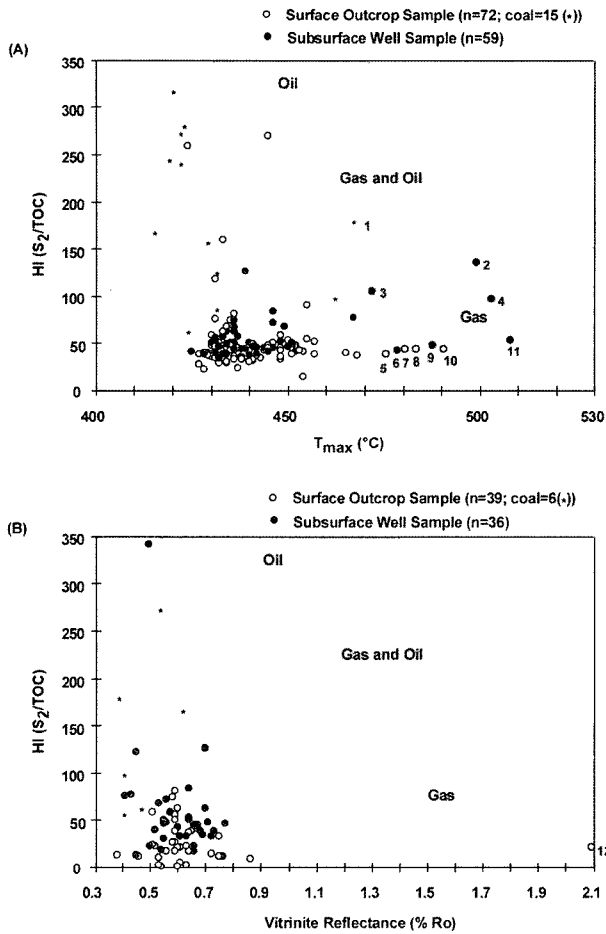 ○ Surface Outcrop Sample (n=72; coal=15 (*))
● Subsurface Well Sample (n=59)
(A)
350
300
250
200
150
100
50
0
HI (S2/TOC)
Oil
Gas and Oil
Gas
1
2
3
4
5
6
7
8
9
10
11
400
450
500
530
Tmax (°C)
○ Surface Outcrop Sample (n=39; coal=6(*))
● Subsurface Well Sample (n=36)
(B)
350
300
250
200
150
100
50
0
HI (S2/TOC)
Oil
Gas and Oil
Gas
0.3
0.5
0.7
0.9
1.1
1.3
1.5
1.7
1.9
2.1
Vitrinite Reflectance (% Ro)